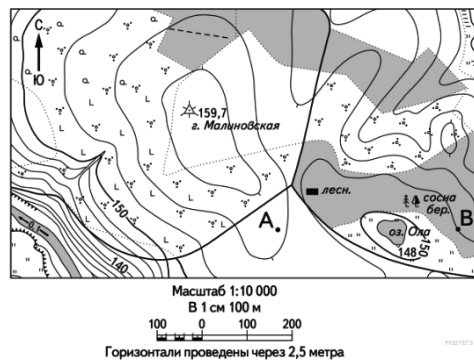 С.
Ю
159,7
г. Малиновская
лесн.
сосна
бер.
А
В
оз. Ола
148
150
150
140
0,1
Масштаб 1:10 000
В 1 см 100 м
100 0 100 200
Горизонтали проведены через 2,5 метра